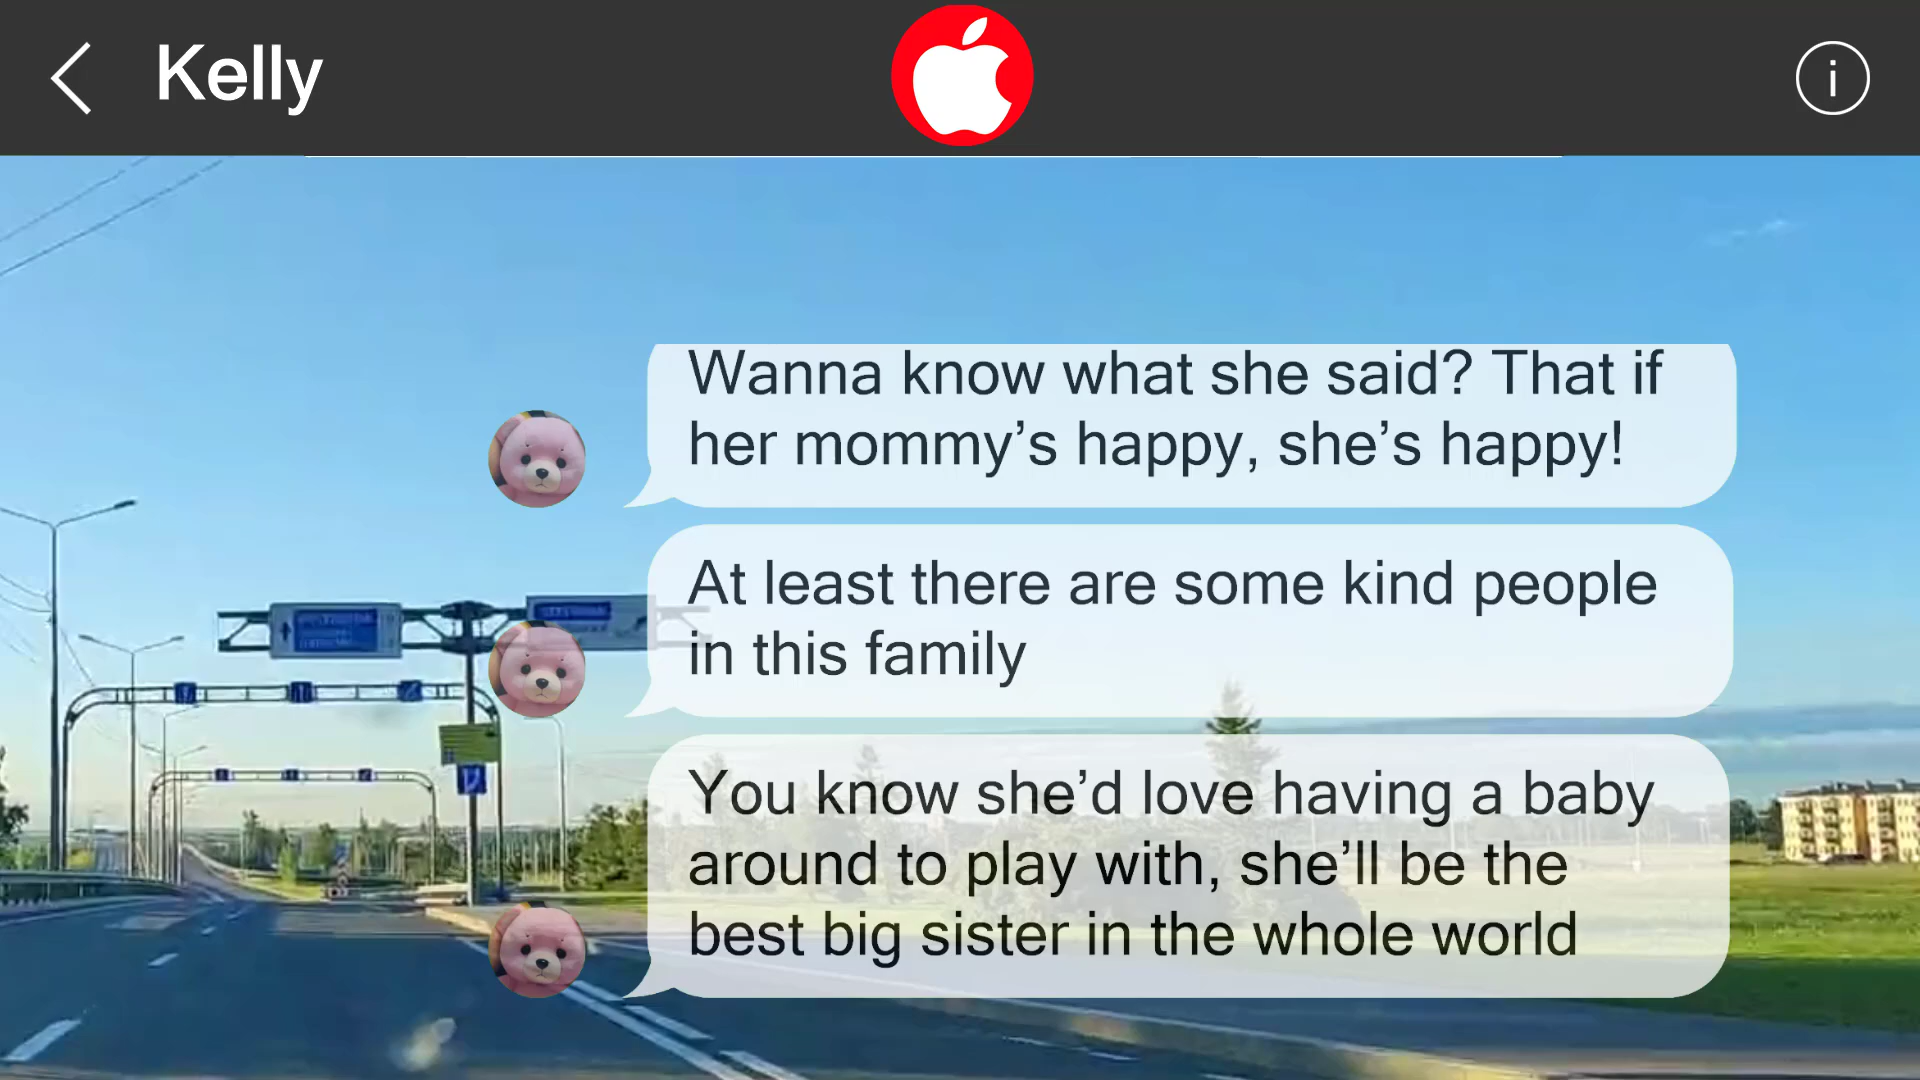 Kelly
Wanna know what she said? That if
her mommy’s happy, she’s happy!
At least there are some kind people
in this family
You know she’d love having a baby
around to play with, she’ll be the
best big sister in the whole world